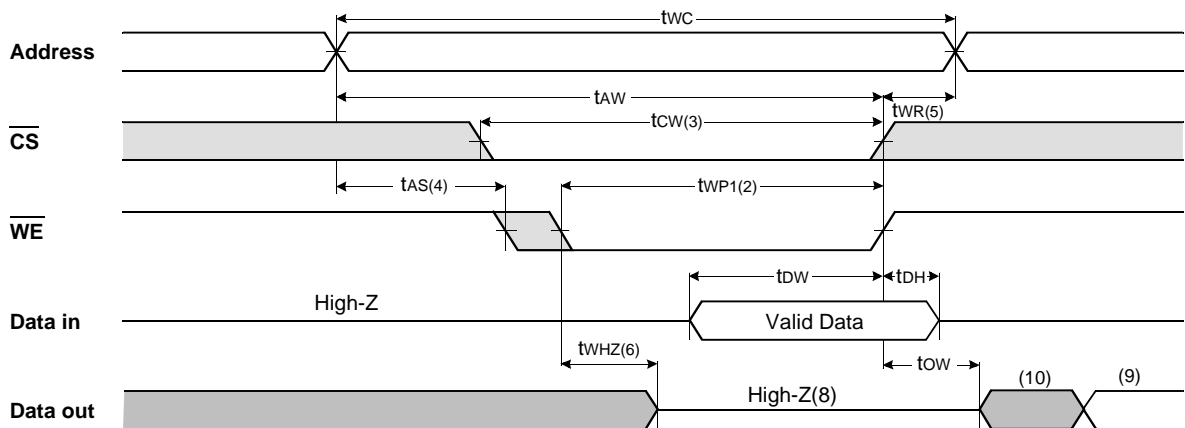 tWC
Address
tAW
tWR(5)
tCW(3)
CS
tAS(4)
tWP1(2)
WE
tDW
tDH
High-Z
Data in
Valid Data
tWHZ(6)
tOW
(10)
(9)
High-Z(8)
Data out